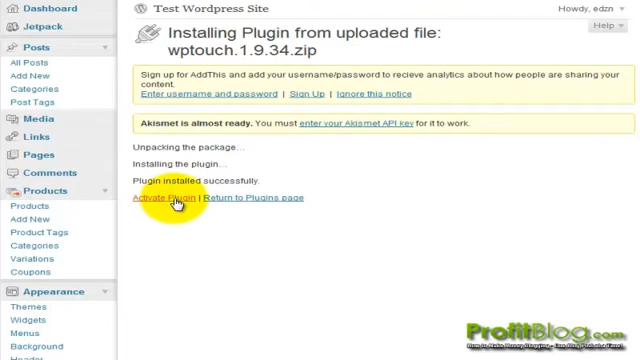 Test Wordpress Site
Howdy, edzn
Help
Dashboard
Jetpack
Posts
All Posts
Add New
Categories
Post Tags
Media
Links
Pages
Comments
Products
Products
Add New
Product Tags
Categories
Variations
Coupons
Appearance
Themes
Widgets
Menus
Background
Header
Installing Plugin from uploaded file:
wptouch.1.9.34.zip
Sign up for AddThis and add your username/password to recieve analytics about how people are sharing your
content.
Enter username and password | Sign Up | Ignore this notice
Akismet is almost ready. You must enter your Akismet API key for it to work.
Unpacking the package...
Installing the plugin...
Plugin installed successfully.
Activate Plugin | Return to Plugins page
ProfitBlog.com